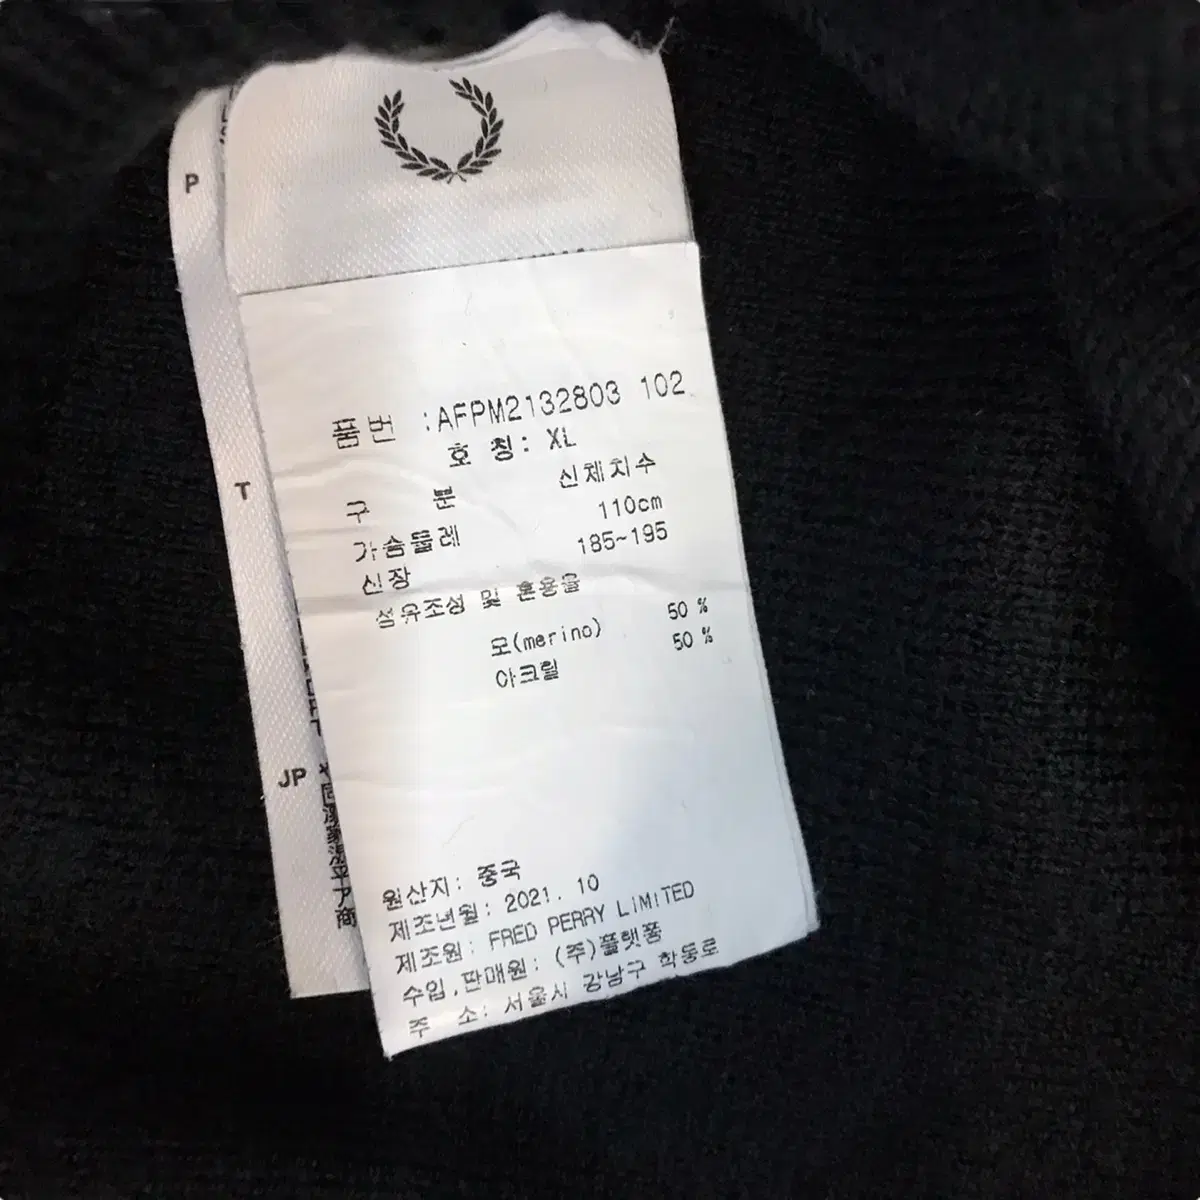 P
T
JP
品番 :AFPM2132803 102
호 칭: XL
구 분 신체치수
가슴둘레 110cm
신장 185~195
섬유조성 및 혼용율
모(merino) 50 %
아크릴 50 %
원산지: 중국
제조년월: 2021. 10
제조원: FRED PERRY LiMITED
수입,판매원: (주)플랫폼
주 소: 서울시 강남구 학동로